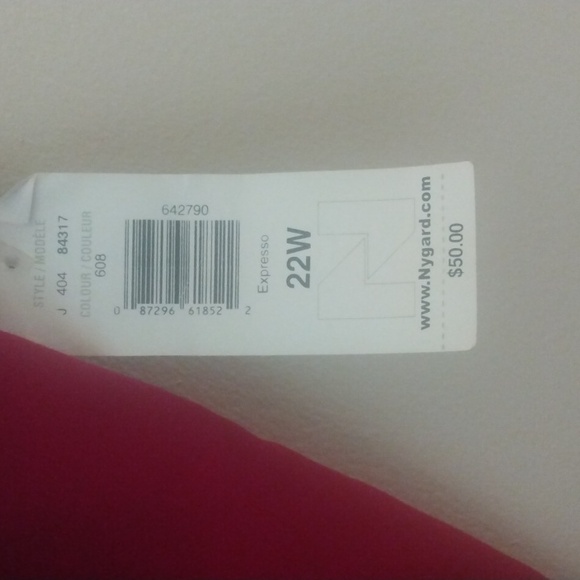 STYLE / MODÈLE
J 404 84317
COLOUR / COULEUR
608
642790
0 87296 61852 2
Expresso
22W
www.Nygard.com
$50.00